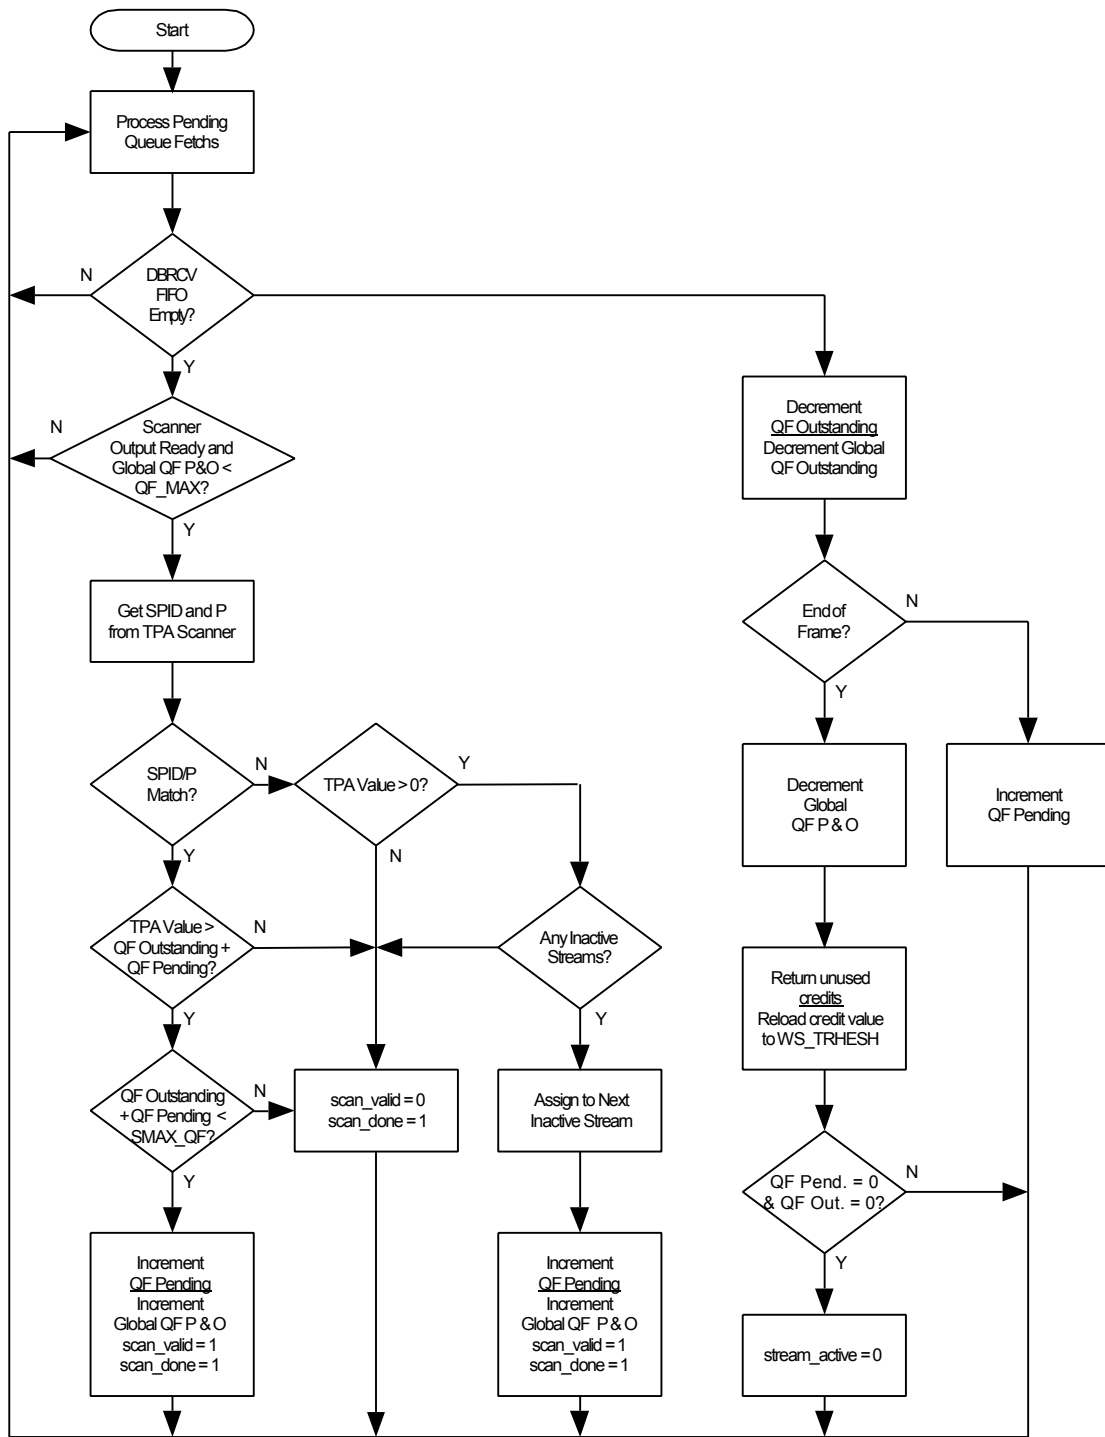 Start
Process Pending
Queue Fetchs
DBRCV
FIFO
Empty?
N
Y
Scanner
Output Ready and
Global QF P&O <
QF_MAX?
N
Y
Get SPID and P
from TPA Scanner
SPID/P
Match?
N
Y
TPA Value > 0?
Y
N
TPA Value >
QF Outstanding +
QF Pending?
N
Y
Any Inactive
Streams?
Y
QF Outstanding
+ QF Pending <
SMAX_QF?
N
Y
scan_valid = 0
scan_done = 1
Assign to Next
Inactive Stream
Increment
QF Pending
Increment
Global QF P & O
scan_valid = 1
scan_done = 1
Increment
QF Pending
Increment
Global QF P & O
scan_valid = 1
scan_done = 1
Decrement
QF Outstanding
Decrement Global
QF Outstanding
End of
Frame?
N
Y
Decrement
Global
QF P & O
Increment
QF Pending
Return unused
credits
Reload credit value
to WS_TRHESH
QF Pend. = 0
& QF Out. = 0?
N
Y
stream_active = 0